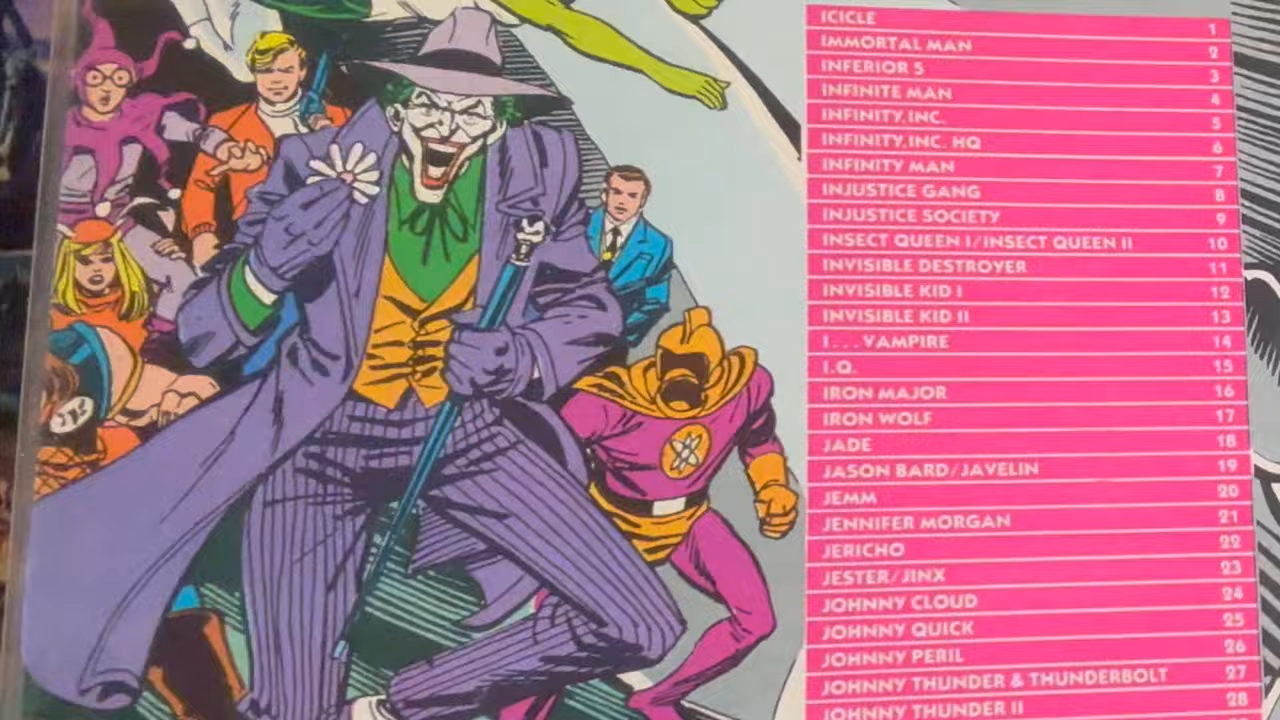 ICICLE 1
IMMORTAL MAN 2
INFERIOR 5 3
INFINITE MAN 4
INFINITY, INC. 5
INFINITY, INC. HQ 6
INFINITY MAN 7
INJUSTICE GANG 8
INJUSTICE SOCIETY 9
INSECT QUEEN I/INSECT QUEEN II 10
INVISIBLE DESTROYER 11
INVISIBLE KID I 12
INVISIBLE KID II 13
I...VAMPIRE 14
I.Q. 15
IRON MAJOR 16
IRON WOLF 17
JADE 18
JASON BARD/JAVELIN 19
JEMM 20
JENNIFER MORGAN 21
JERICHO 22
JESTER/JINX 23
JOHNNY CLOUD 24
JOHNNY QUICK 25
JOHNNY PERIL 26
JOHNNY THUNDER & THUNDERBOLT 27
JOHNNY THUNDER II 28